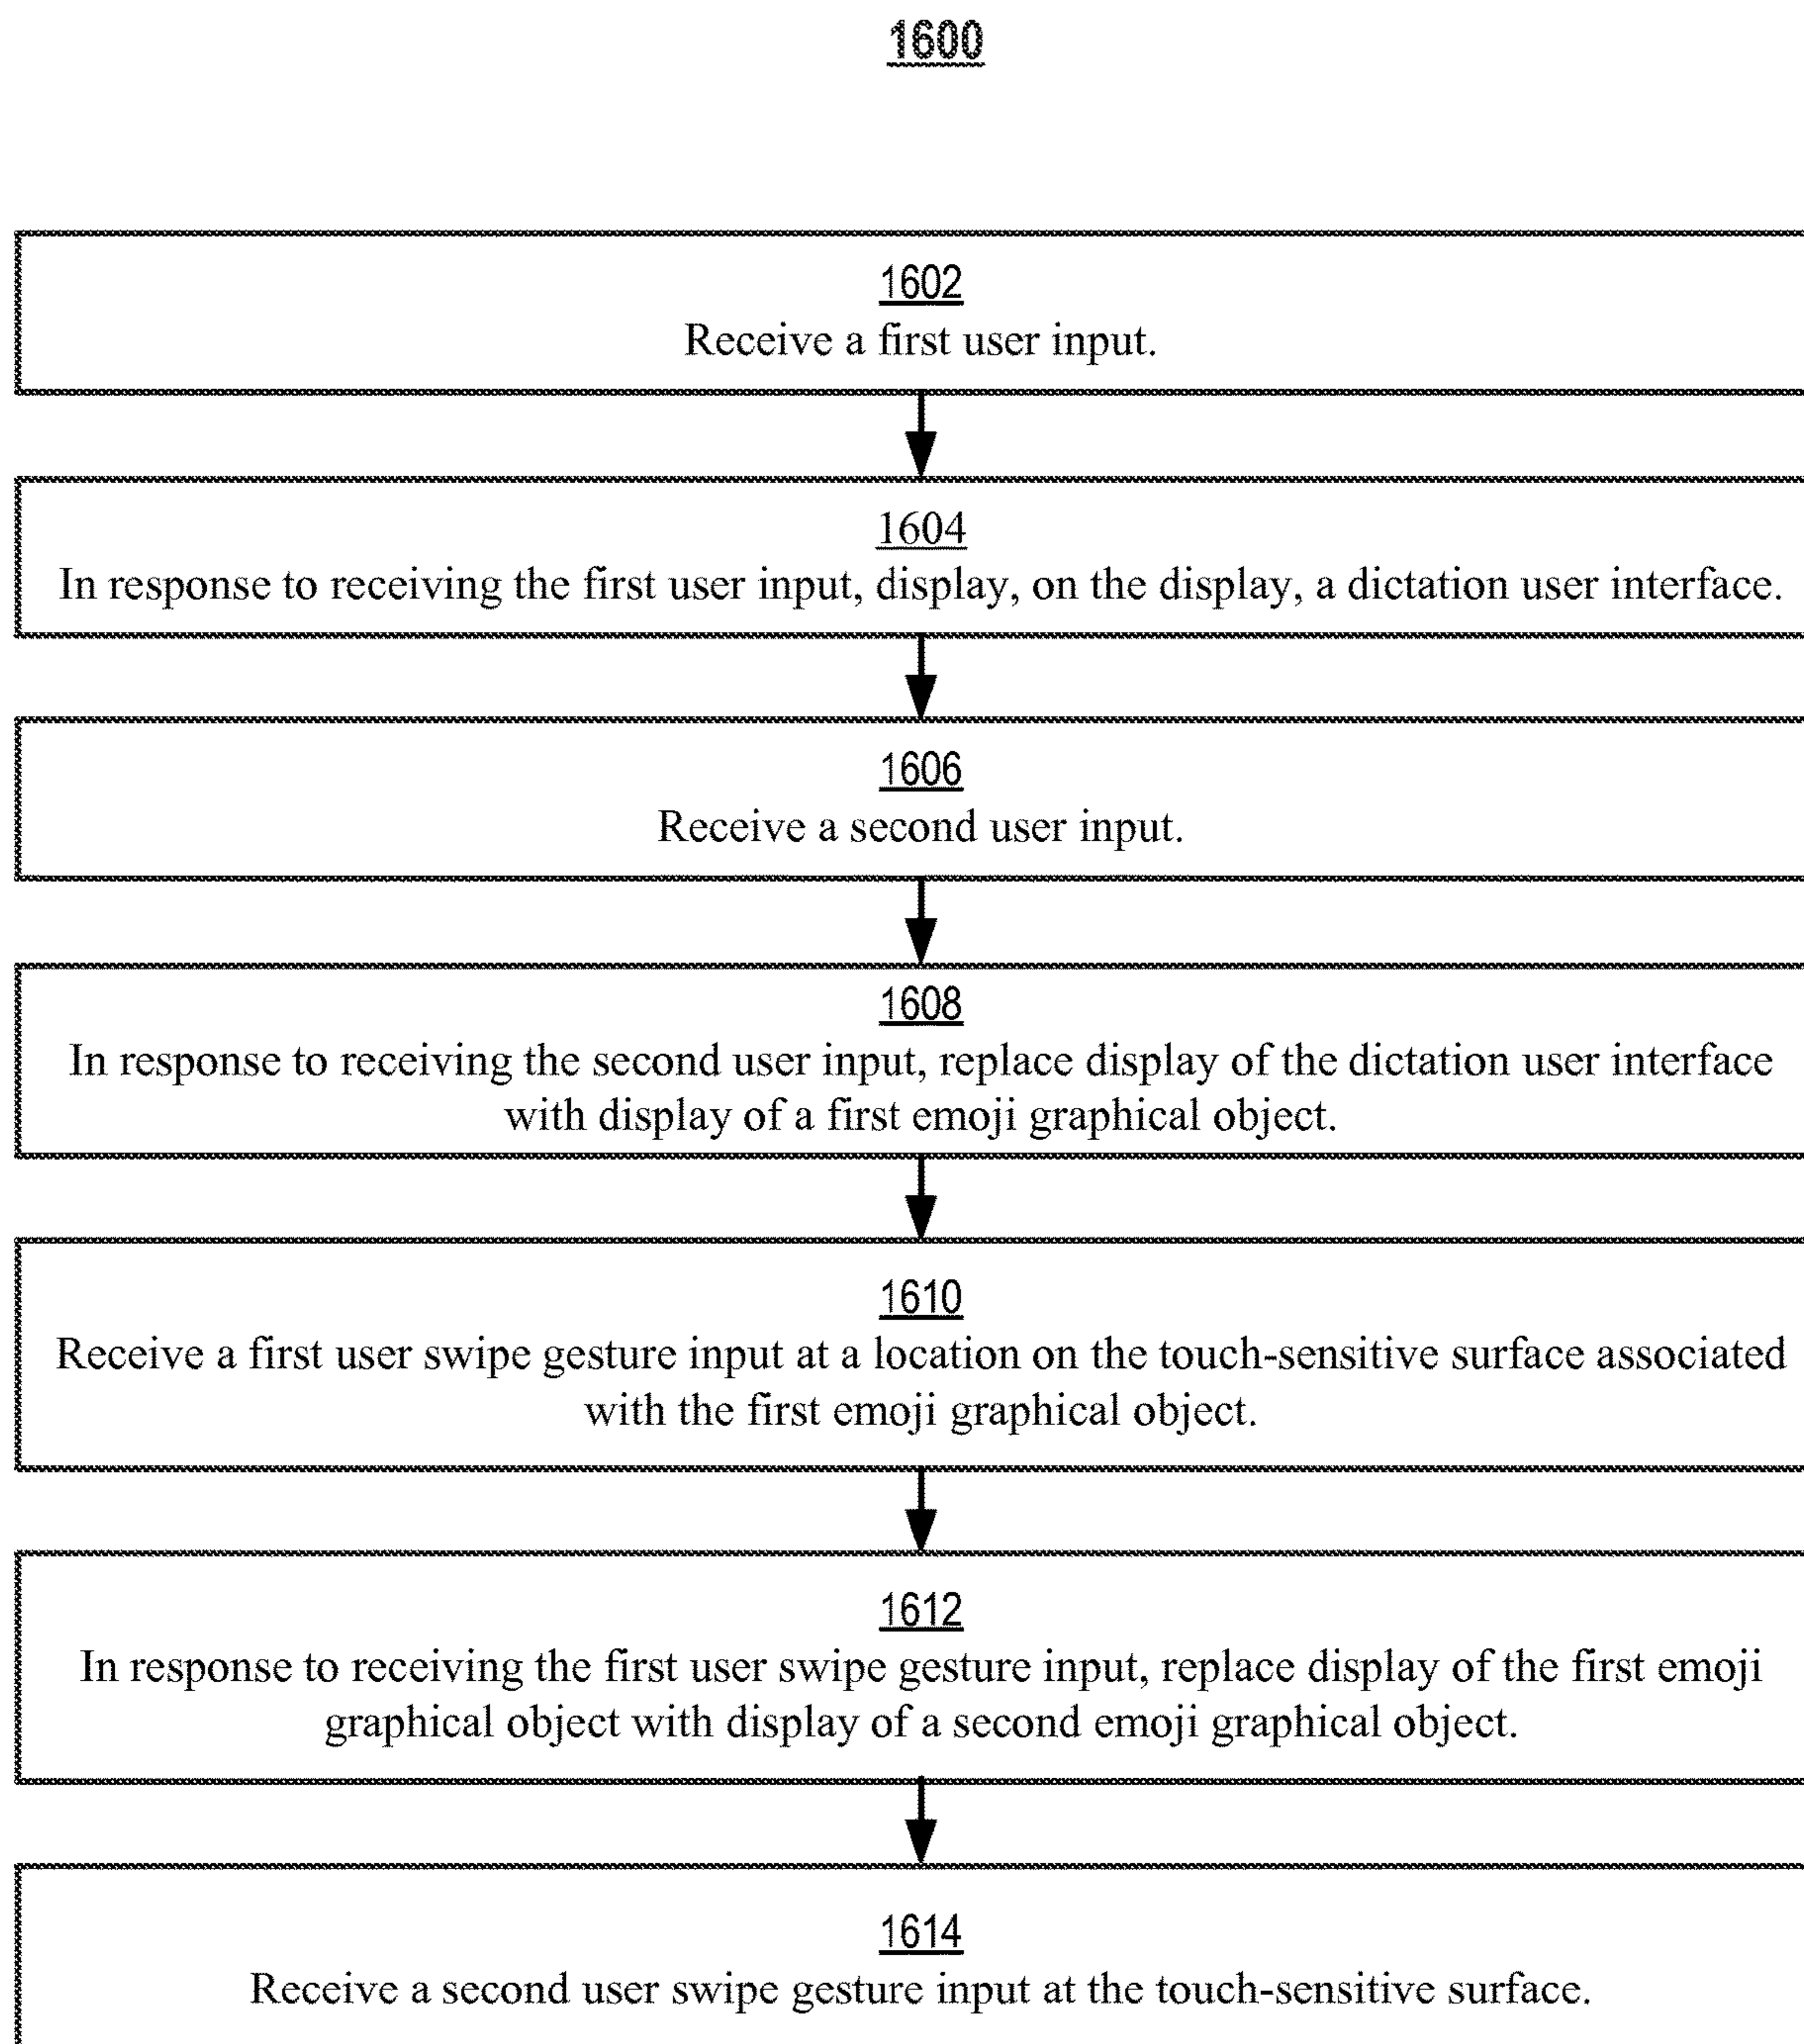 1600
1602
Receive a first user input.
1604
In response to receiving the first user input, display, on the display, a dictation user interface.
1606
Receive a second user input.
1608
In response to receiving the second user input, replace display of the dictation user interface
with display of a first emoji graphical object.
1610
Receive a first user swipe gesture input at a location on the touch-sensitive surface associated
with the first emoji graphical object.
1612
In response to receiving the first user swipe gesture input, replace display of the first emoji
graphical object with display of a second emoji graphical object.
1614
Receive a second user swipe gesture input at the touch-sensitive surface.